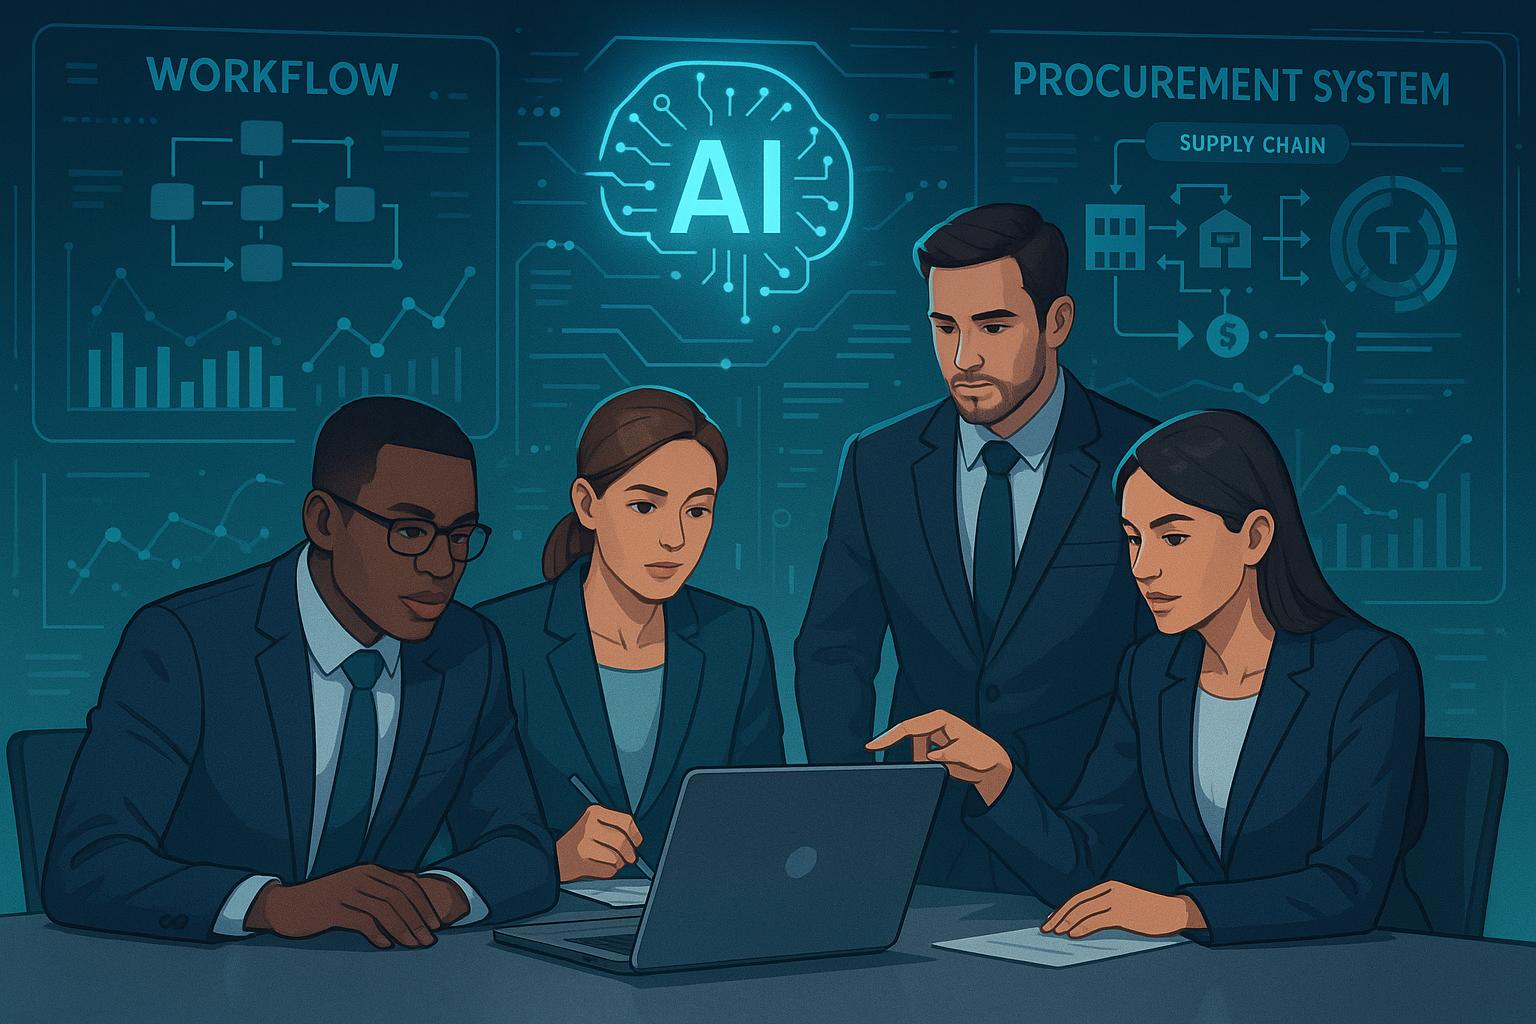 WORKFLOW
AI
PROCUREMENT SYSTEM
SUPPLY CHAIN
T
$